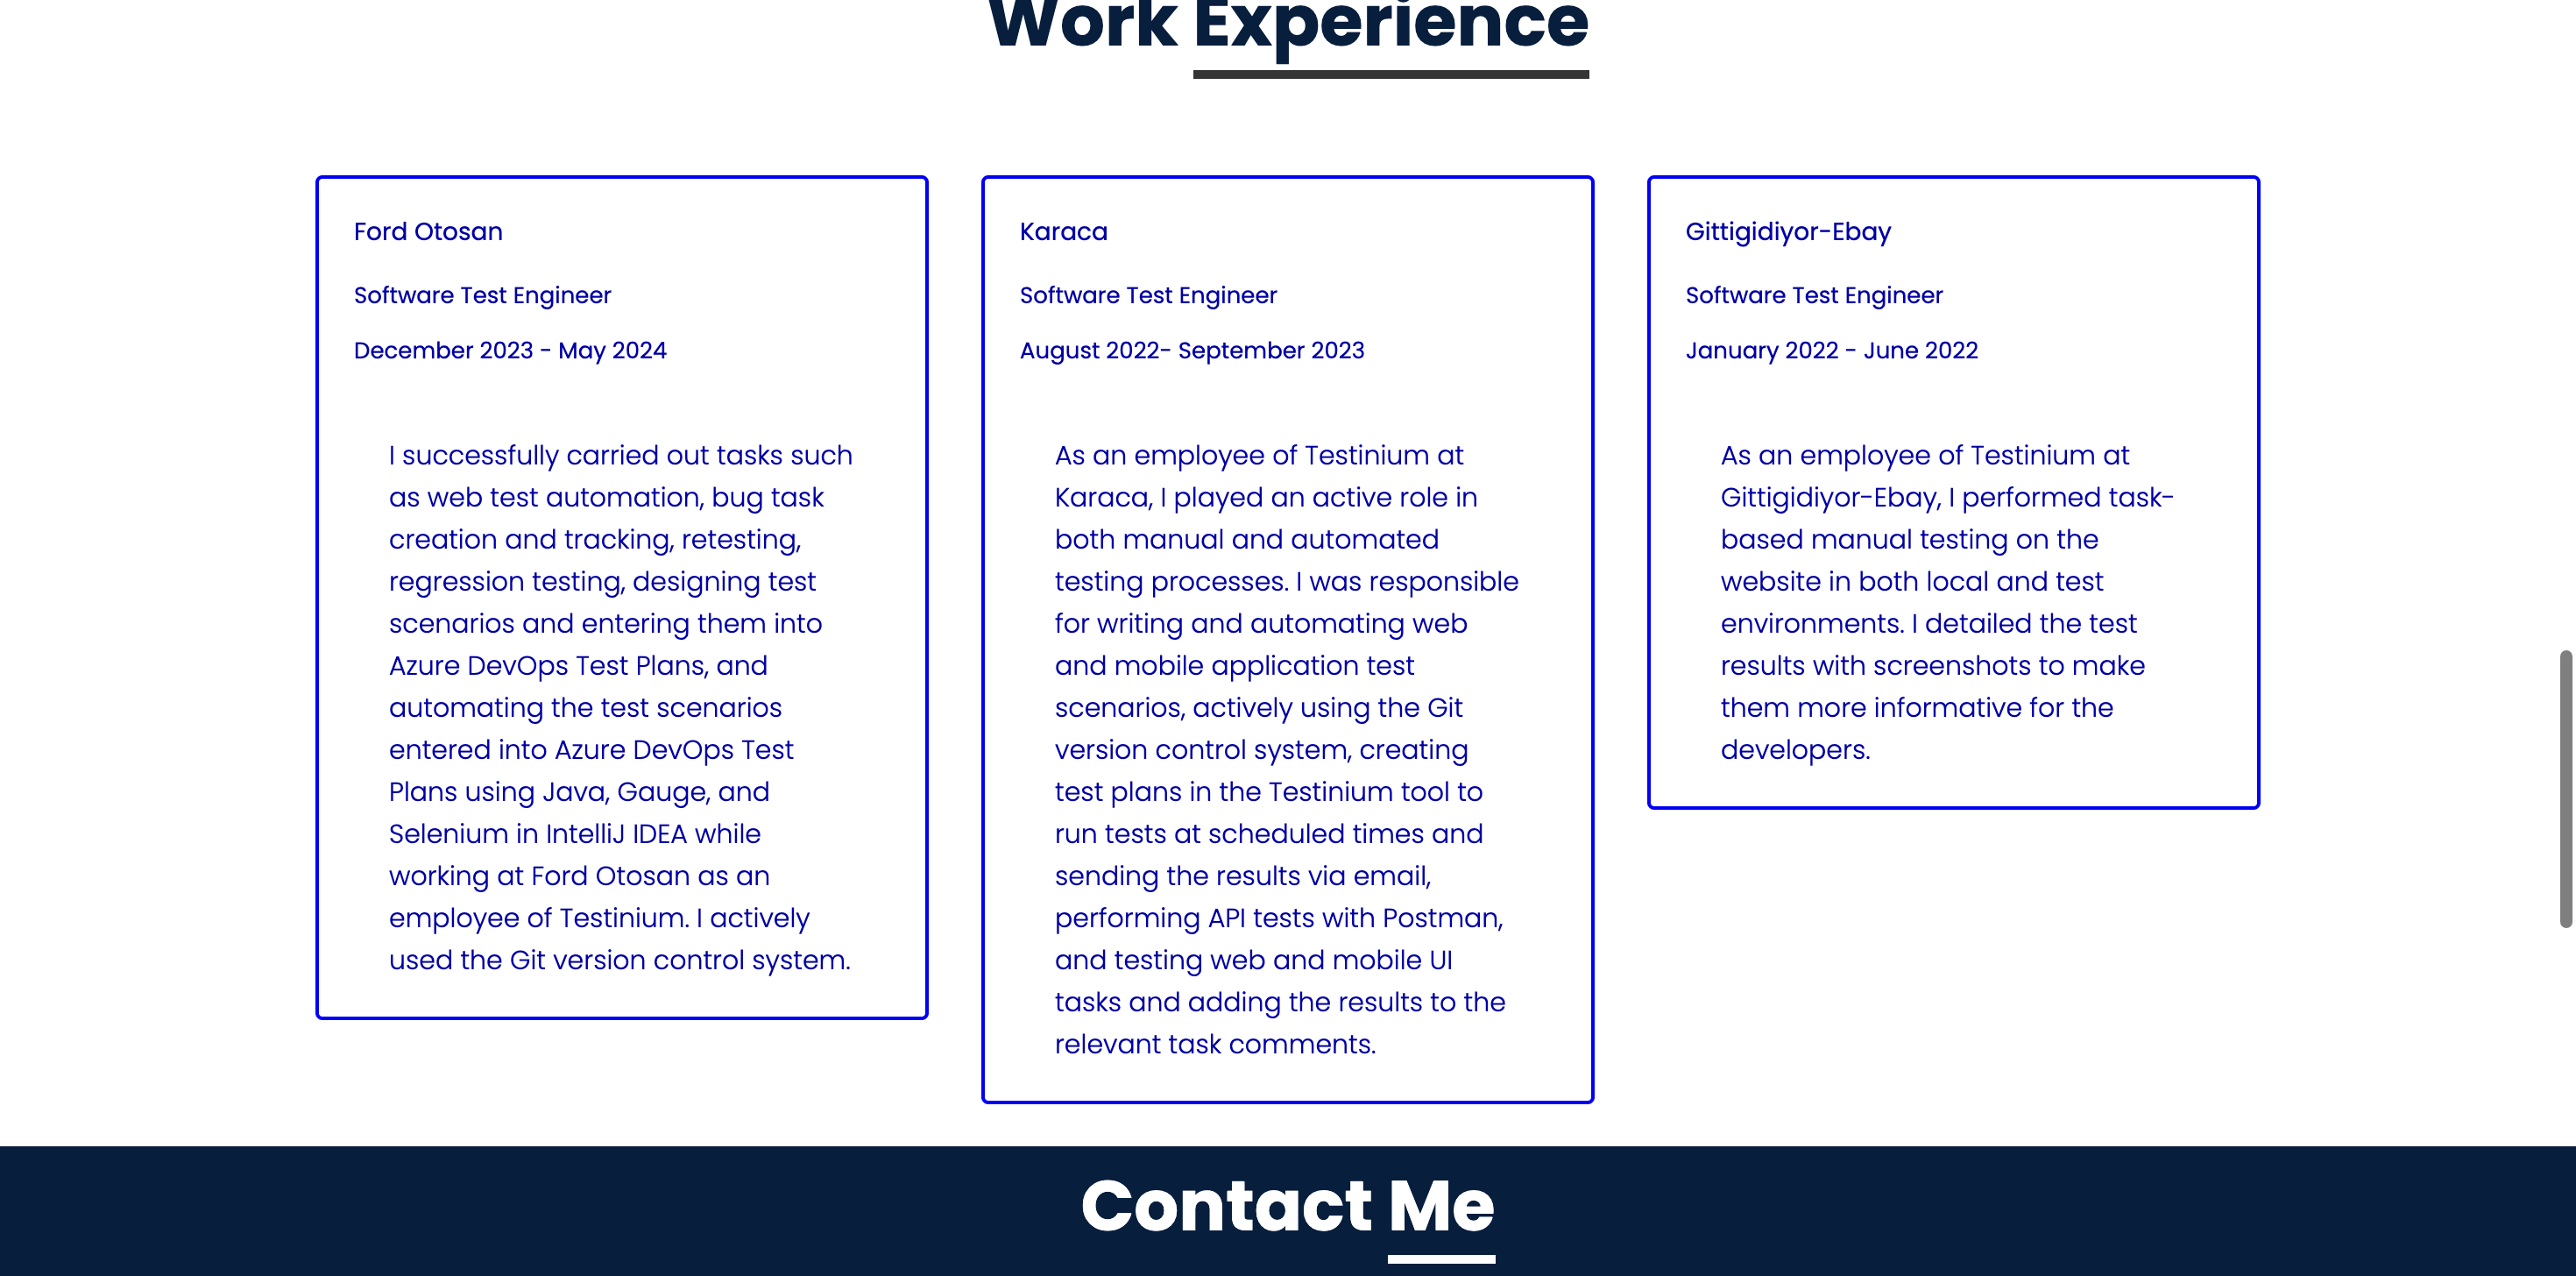 Work Experience
Ford Otosan
Software Test Engineer
December 2023 - May 2024
I successfully carried out tasks such
as web test automation, bug task
creation and tracking, retesting,
regression testing, designing test
scenarios and entering them into
Azure DevOps Test Plans, and
automating the test scenarios
entered into Azure DevOps Test
Plans using Java, Gauge, and
Selenium in IntelliJ IDEA while
working at Ford Otosan as an
employee of Testinium. I actively
used the Git version control system.
Karaca
Software Test Engineer
August 2022- September 2023
As an employee of Testinium at
Karaca, I played an active role in
both manual and automated
testing processes. I was responsible
for writing and automating web
and mobile application test
scenarios, actively using the Git
version control system, creating
test plans in the Testinium tool to
run tests at scheduled times and
sending the results via email,
performing API tests with Postman,
and testing web and mobile UI
tasks and adding the results to the
relevant task comments.
Gittigidiyor-Ebay
Software Test Engineer
January 2022 - June 2022
As an employee of Testinium at
Gittigidiyor-Ebay, I performed task-
based manual testing on the
website in both local and test
environments. I detailed the test
results with screenshots to make
them more informative for the
developers.
Contact Me